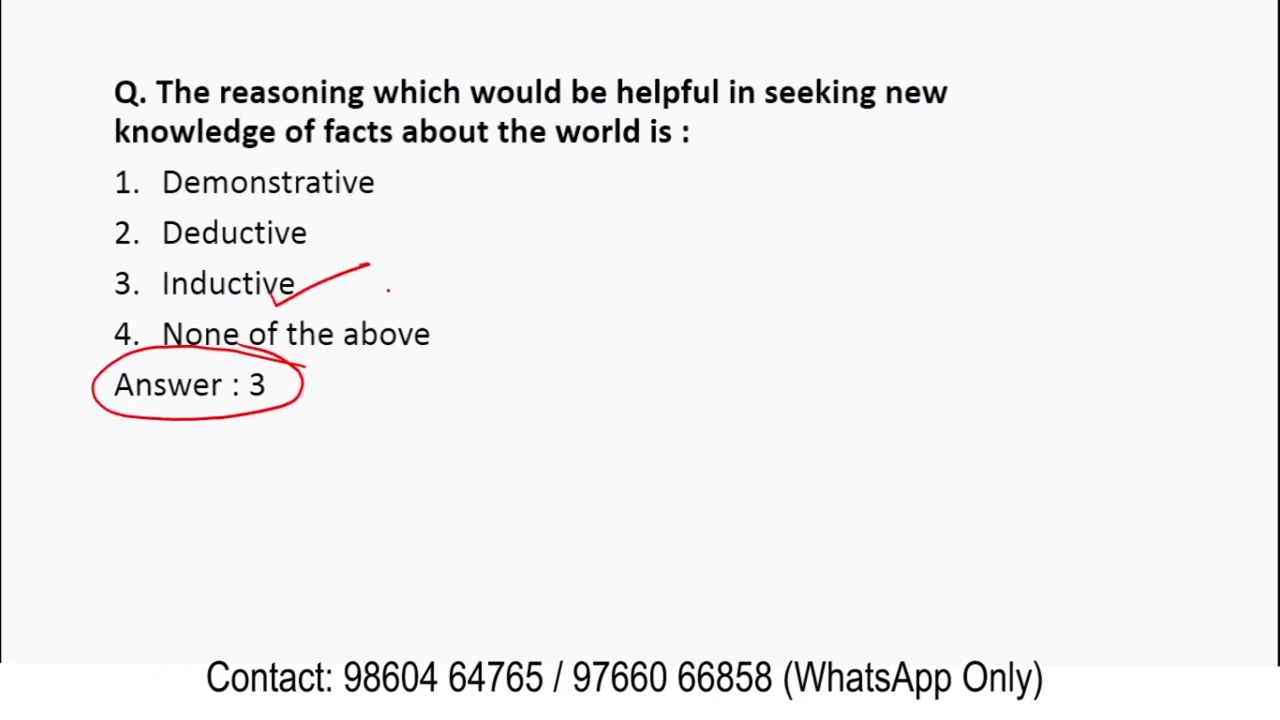 Q. The reasoning which would be helpful in seeking new
knowledge of facts about the world is :
1. Demonstrative
2. Deductive
3. Inductive
4. None of the above
Answer : 3
Contact: 98604 64765 / 97660 66858 (WhatsApp Only)